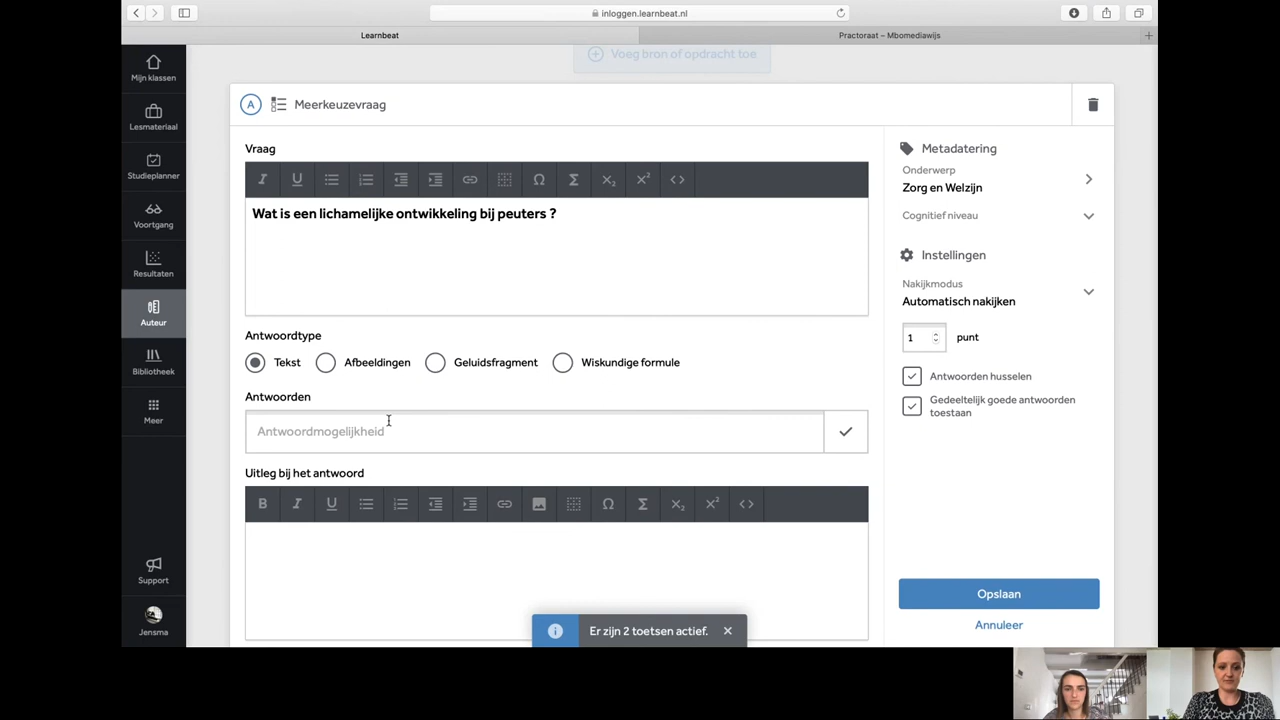 inloggen.learnbeat.nl
Learnbeat
Practoraat – Mbomediawijs
Mijn klassen
Lesmateriaal
Studieplanner
Voortgang
Resultaten
Auteur
Bibliotheek
Meer
Support
Jensma
Voeg bron of opdracht toe
A Meerkeuzevraag
Vraag
Wat is een lichamelijke ontwikkeling bij peuters ?
Antwoordtype
Tekst Afbeeldingen Geluidsfragment Wiskundige formule
Antwoorden
Antwoordmogelijkheid
Uitleg bij het antwoord
Er zijn 2 toetsen actief.
Metadatering
Onderwerp
Zorg en Welzijn
Cognitief niveau
Instellingen
Nakijkmodus
Automatisch nakijken
1 punt
Antwoorden husselen
Gedeeltelijk goede antwoorden
toestaan
Opslaan
Annuleer